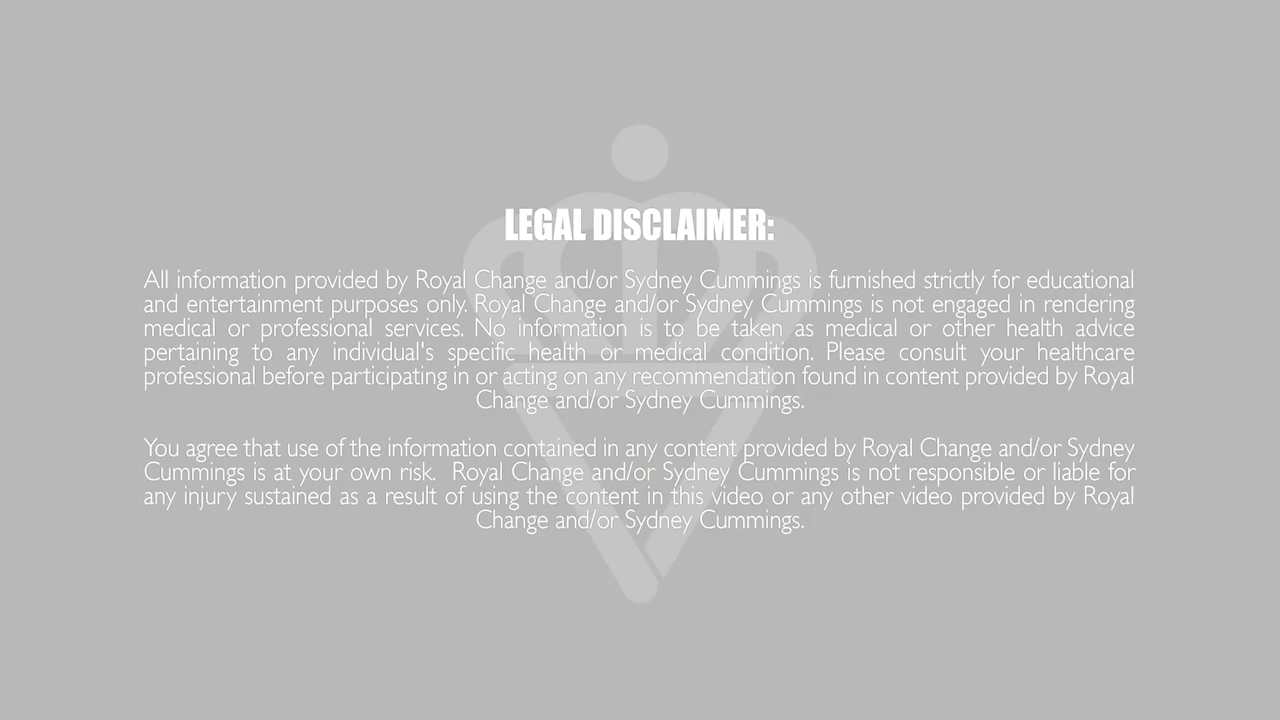 LEGAL DISCLAIMER:
All information provided by Royal Change and/or Sydney Cummings is furnished strictly for educational
and entertainment purposes only. Royal Change and/or Sydney Cummings is not engaged in rendering
medical or professional services. No information is to be taken as medical or other health advice
pertaining to any individual's specific health or medical condition. Please consult your healthcare
professional before participating in or acting on any recommendation found in content provided by Royal
Change and/or Sydney Cummings.
You agree that use of the information contained in any content provided by Royal Change and/or Sydney
Cummings is at your own risk.  Royal Change and/or Sydney Cummings is not responsible or liable for
any injury sustained as a result of using the content in this video or any other video provided by Royal
Change and/or Sydney Cummings.